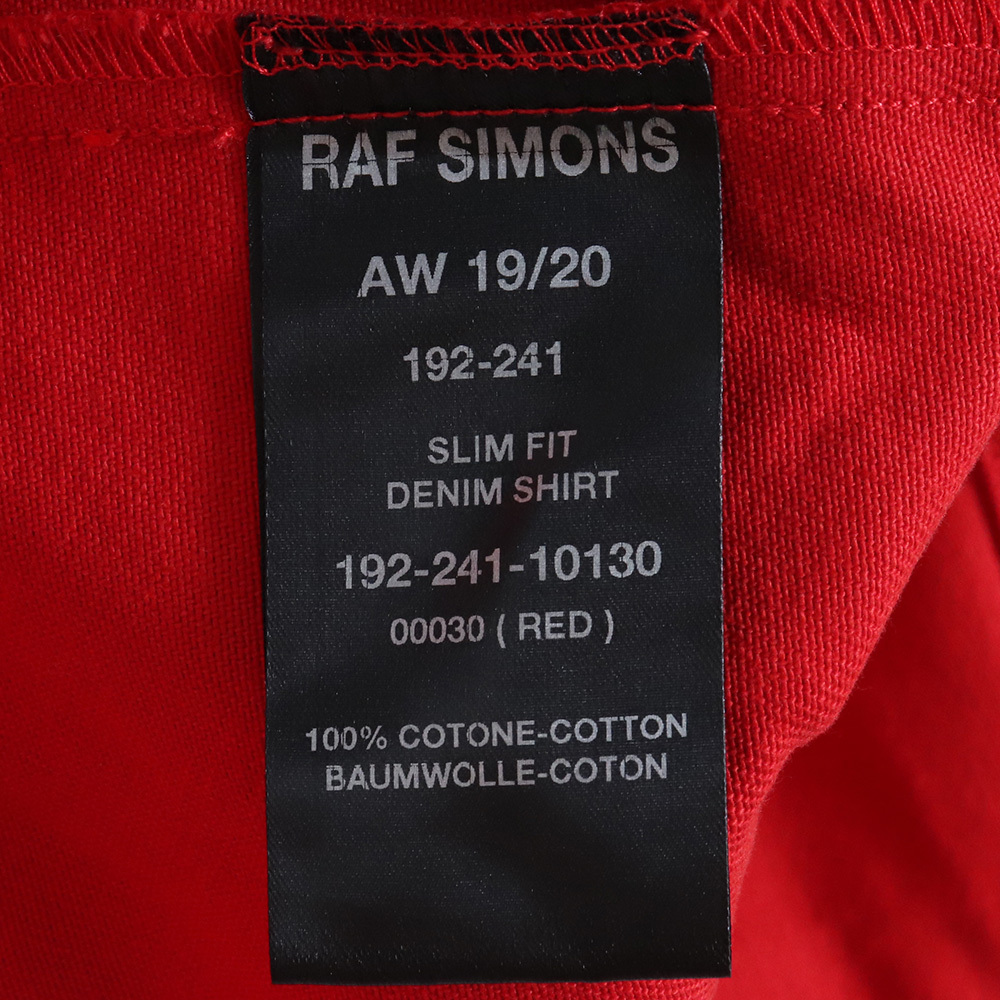 RAF SIMONS
AW 19/20
192-241
SLIM FIT
DENIM SHIRT
192-241-10130
00030 ( RED )
100% COTONE-COTTON
BAUMWOLLE-COTON